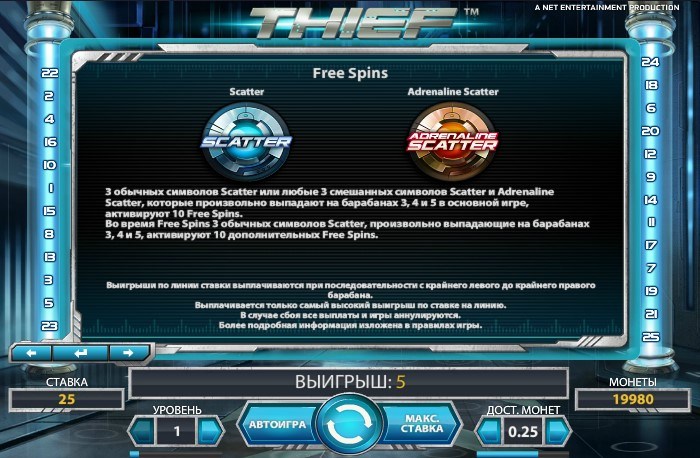 THIEF™
A NET ENTERTAINMENT PRODUCTION
Free Spins
Scatter
Adrenaline Scatter
SCATTER
ADRENALINE
SCATTER
3 обычных символов Scatter или любые 3 смешанных символов Scatter и Adrenaline
Scatter, которые произвольно выпадают на барабанах 3, 4 и 5 в основной игре,
активируют 10 Free Spins.
Во время Free Spins 3 обычных символов Scatter, произвольно выпадающие на барабанах
3, 4 и 5, активируют 10 дополнительных Free Spins.
Выигрыши по линии ставки выплачиваются при последовательности с крайнего левого до крайнего правого
барабана.
Выплачивается только самый высокий выигрыш по ставке на линию.
В случае сбоя все выплаты и игры аннулируются.
Более подробная информация изложена в правилах игры.
22
2
4
16
10
1
15
8
13
3
5
23
24
18
6
20
12
9
14
11
17
7
19
21
25
СТАВКА
25
ВЫИГРЫШ: 5
МОНЕТЫ
19980
УРОВЕНЬ
1
АВТОИГРА
МАКС.
СТАВКА
ДОСТ. МОНЕТ
0.25